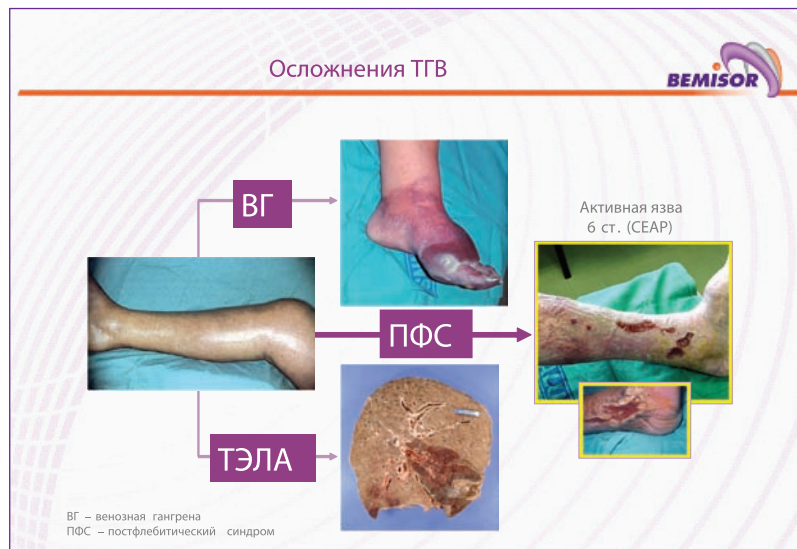 Осложнения ТГВ
BEMISOR
ВГ
Активная язва
6 ст. (CEAP)
ПФС
ТЭЛА
ВГ – венозная гангрена
ПФС – постфлебитический синдром